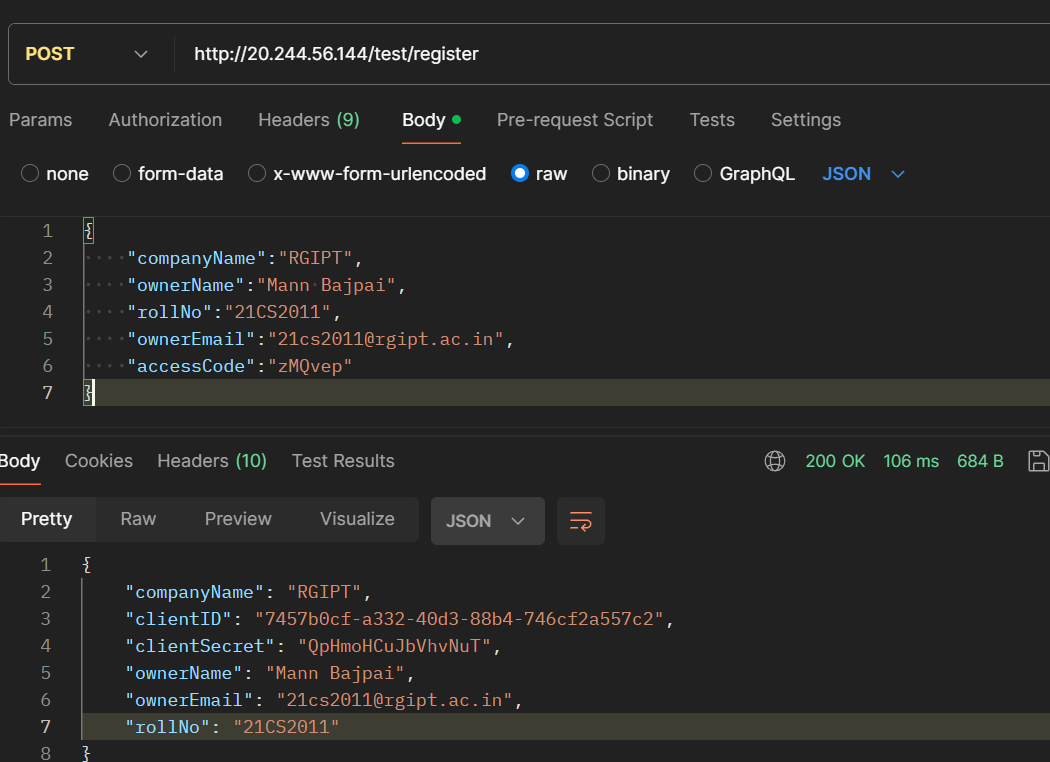 POST http://20.244.56.144/test/register
Params Authorization Headers (9) Body Pre-request Script Tests Settings
none form-data x-www-form-urlencoded raw binary GraphQL JSON
1 {
2 "companyName":"RGIPT",
3 "ownerName":"Mann Bajpai",
4 "rollNo":"21CS2011",
5 "ownerEmail":"21cs2011@rgipt.ac.in",
6 "accessCode":"zMQvep"
7 }
Body Cookies Headers (10) Test Results 200 OK 106 ms 684 B
Pretty Raw Preview Visualize JSON
1 {
2 "companyName": "RGIPT",
3 "clientID": "7457b0cf-a332-40d3-88b4-746cf2a557c2",
4 "clientSecret": "QpHmoHCuJbVhvNuT",
5 "ownerName": "Mann Bajpai",
6 "ownerEmail": "21cs2011@rgipt.ac.in",
7 "rollNo": "21CS2011"
8 }